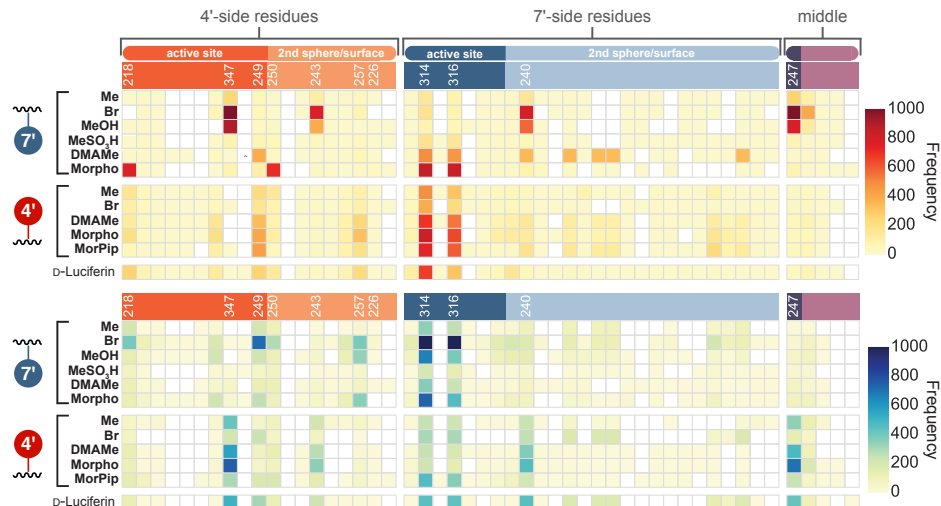 4'-side residues 7'-side residues middle
active site 2nd sphere/surface active site 2nd sphere/surface
218 347 249 250 243 257 226 314 316 240 247
7'
Me
Br
MeOH
MeSO3H
DMAMe
Morpho
4'
Me
Br
DMAMe
Morpho
MorPip
D-Luciferin
1000
800
600
400
200
0
Frequency
218 347 249 250 243 257 226 314 316 240 247
7'
Me
Br
MeOH
MeSO3H
DMAMe
Morpho
4'
Me
Br
DMAMe
Morpho
MorPip
D-Luciferin
1000
800
600
400
200
0
Frequency